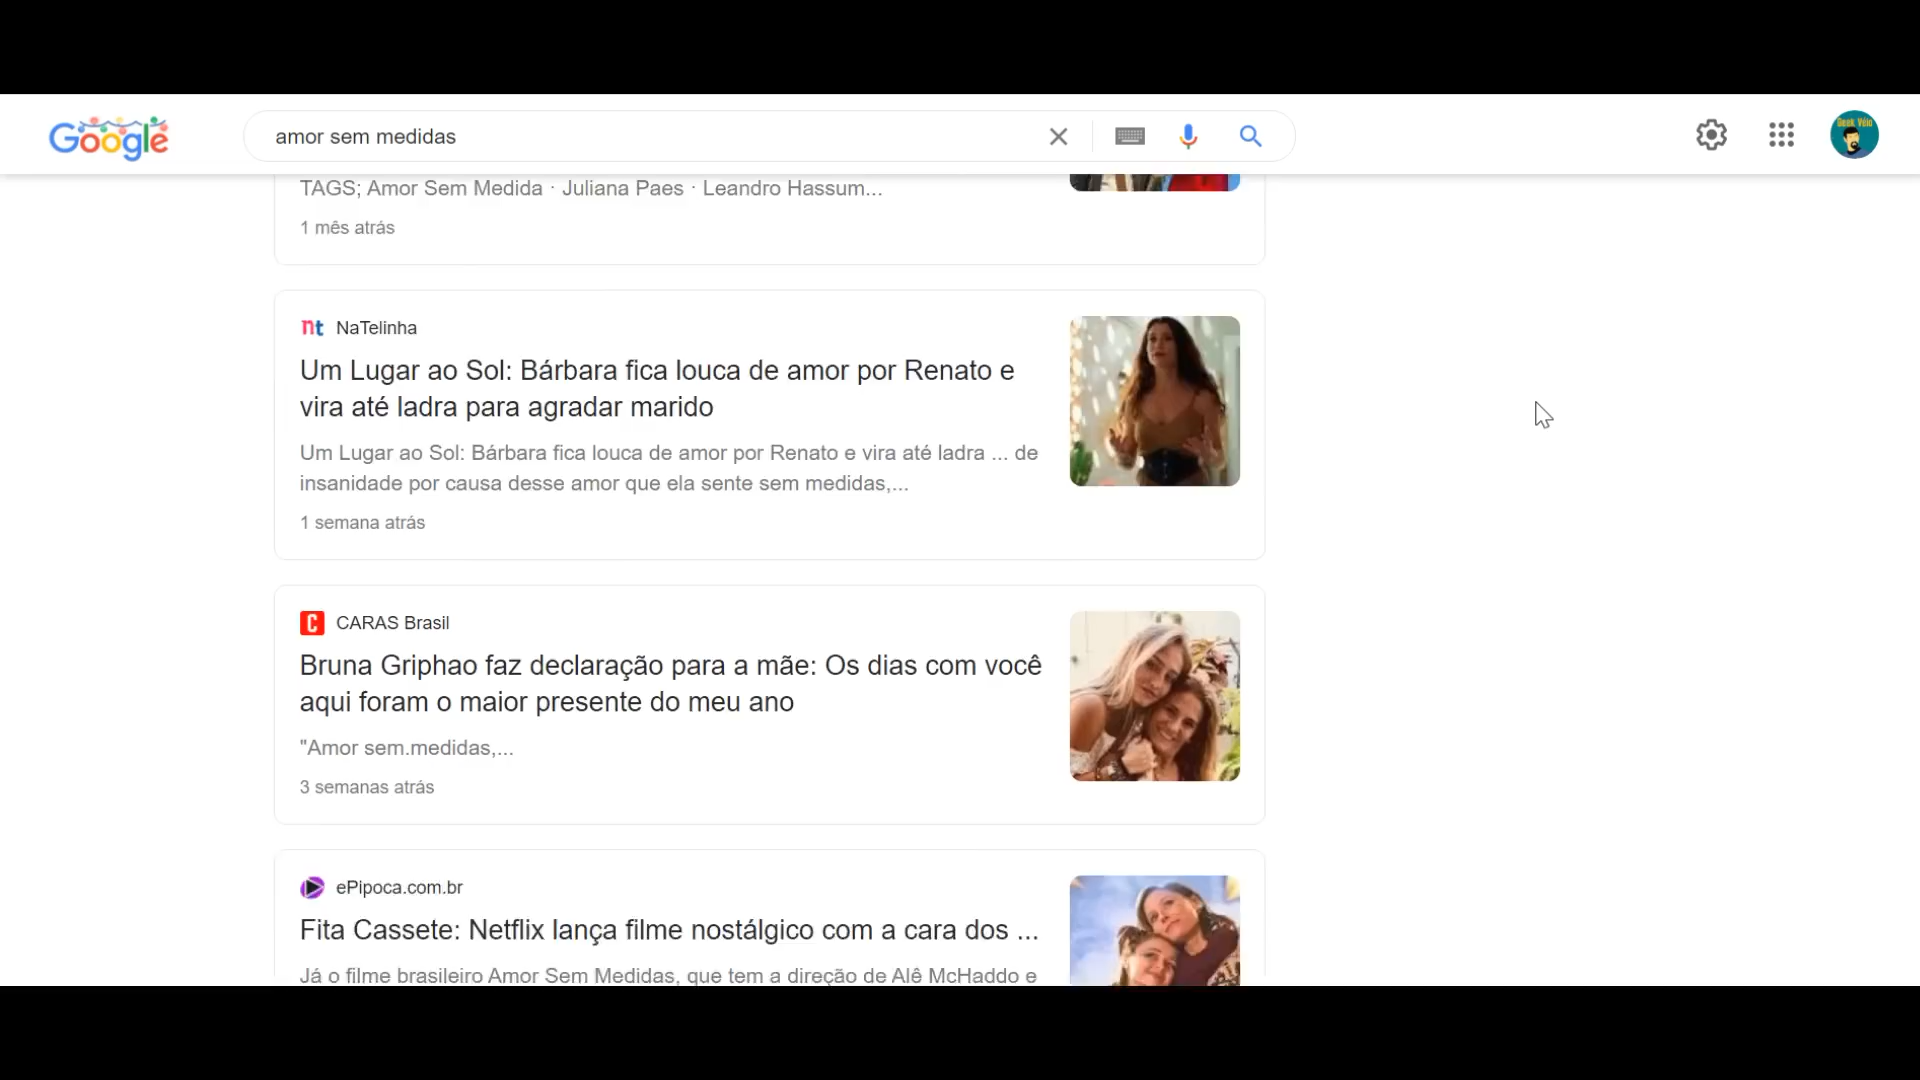 Google
amor sem medidas
Geek Véio
TAGS; Amor Sem Medida · Juliana Paes · Leandro Hassum...
1 mês atrás
nt NaTelinha
Um Lugar ao Sol: Bárbara fica louca de amor por Renato e
vira até ladra para agradar marido
Um Lugar ao Sol: Bárbara fica louca de amor por Renato e vira até ladra ... de
insanidade por causa desse amor que ela sente sem medidas,...
1 semana atrás
C CARAS Brasil
Bruna Griphao faz declaração para a mãe: Os dias com você
aqui foram o maior presente do meu ano
"Amor sem.medidas,...
3 semanas atrás
ePipoca.com.br
Fita Cassete: Netflix lança filme nostálgico com a cara dos ...
Já o filme brasileiro Amor Sem Medidas, que tem a direção de Alê McHaddo e